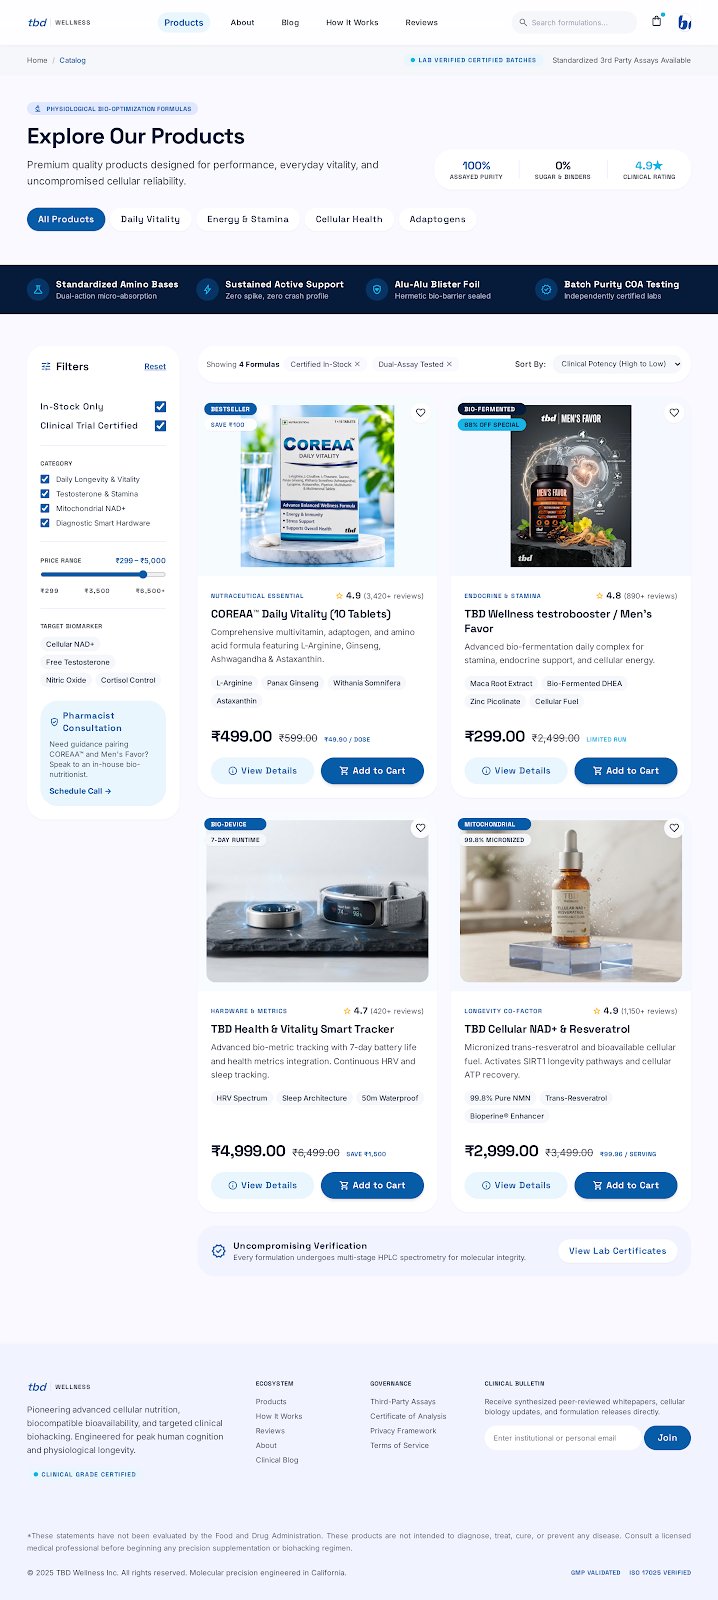 tbd WELLNESS
Products
About
Blog
How It Works
Reviews
Search formulations...
Home / Catalog
LAB VERIFIED CERTIFIED BATCHES
Standardized 3rd Party Assays Available
PHYSIOLOGICAL BIO-OPTIMIZATION FORMULAS
Explore Our Products
Premium quality products designed for performance, everyday vitality, and
uncompromised cellular reliability.
100%
ASSAYED PURITY
0%
SUGAR & BINDERS
4.9★
CLINICAL RATING
All Products
Daily Vitality
Energy & Stamina
Cellular Health
Adaptogens
Standardized Amino Bases
Dual-action micro-absorption
Sustained Active Support
Zero spike, zero crash profile
Alu-Alu Blister Foil
Hermetic bio-barrier sealed
Batch Purity COA Testing
Independently certified labs
Filters
Reset
In-Stock Only
Clinical Trial Certified
CATEGORY
Daily Longevity & Vitality
Testosterone & Stamina
Mitochondrial NAD+
Diagnostic Smart Hardware
PRICE RANGE
₹299 – ₹5,000
₹299
₹3,500
₹6,500+
TARGET BIOMARKER
Cellular NAD+
Free Testosterone
Nitric Oxide
Cortisol Control
Pharmacist
Consultation
Need guidance pairing
COREAA™ and Men's Favor?
Speak to an in-house bio-
nutritionist.
Schedule Call →
Showing 4 Formulas
Certified In-Stock ✕
Dual-Assay Tested ✕
Sort By:
Clinical Potency (High to Low)
BESTSELLER
SAVE ₹100
COREAA
DAILY VITALITY
Advance Balanced Wellness Formula
• Energy & Immunity
• Stress Support
• Supports Overall Health
tbd
NUTRACEUTICAL ESSENTIAL
4.9 (3,420+ reviews)
COREAA™ Daily Vitality (10 Tablets)
Comprehensive multivitamin, adaptogen, and amino
acid formula featuring L-Arginine, Ginseng,
Ashwagandha & Astaxanthin.
L-Arginine
Panax Ginseng
Withania Somnifera
Astaxanthin
₹499.00 ₹599.00 ₹49.90 / DOSE
View Details
Add to Cart
BIO-FERMENTED
88% OFF SPECIAL
tbd MEN'S FAVOR
MEN'S FAVOR
tbd
ENDOCRINE & STAMINA
4.8 (890+ reviews)
TBD Wellness testrobooster / Men's
Favor
Advanced bio-fermentation daily complex for
stamina, endocrine support, and cellular energy.
Maca Root Extract
Bio-Fermented DHEA
Zinc Picolinate
Cellular Fuel
₹299.00 ₹2,499.00 LIMITED RUN
View Details
Add to Cart
BIO-DEVICE
7-DAY RUNTIME
HARDWARE & METRICS
4.7 (420+ reviews)
TBD Health & Vitality Smart Tracker
Advanced bio-metric tracking with 7-day battery life
and health metrics integration. Continuous HRV and
sleep tracking.
HRV Spectrum
Sleep Architecture
50m Waterproof
₹4,999.00 ₹6,499.00 SAVE ₹1,500
View Details
Add to Cart
MITOCHONDRIAL
99.8% MICRONIZED
CELLULAR NAD+
RESVERATROL
LONGEVITY CO-FACTOR
4.9 (1,150+ reviews)
TBD Cellular NAD+ & Resveratrol
Micronized trans-resveratrol and bioavailable cellular
fuel. Activates SIRT1 longevity pathways and cellular
ATP recovery.
99.8% Pure NMN
Trans-Resveratrol
Bioperine® Enhancer
₹2,999.00 ₹3,499.00 ₹99.96 / SERVING
View Details
Add to Cart
Uncompromising Verification
Every formulation undergoes multi-stage HPLC spectrometry for molecular integrity.
View Lab Certificates
tbd WELLNESS
Pioneering advanced cellular nutrition,
biocompatible bioavailability, and targeted clinical
biohacking. Engineered for peak human cognition
and physiological longevity.
CLINICAL GRADE CERTIFIED
ECOSYSTEM
Products
How It Works
Reviews
About
Clinical Blog
GOVERNANCE
Third-Party Assays
Certificate of Analysis
Privacy Framework
Terms of Service
CLINICAL BULLETIN
Receive synthesized peer-reviewed whitepapers, cellular
biology updates, and formulation releases directly.
Enter institutional or personal email
Join
*These statements have not been evaluated by the Food and Drug Administration. These products are not intended to diagnose, treat, cure, or prevent any disease. Consult a licensed
medical professional before beginning any precision supplementation or biohacking regimen.
© 2025 TBD Wellness Inc. All rights reserved. Molecular precision engineered in California.
GMP VALIDATED
ISO 17025 VERIFIED